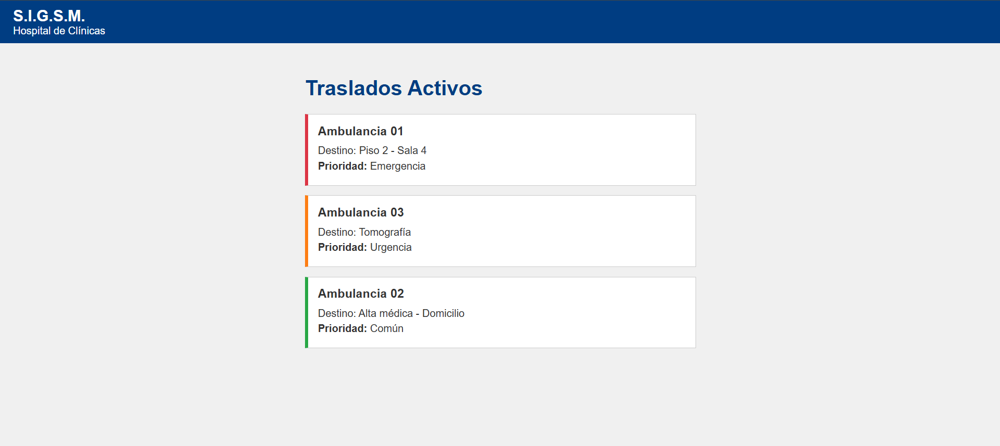 S.I.G.S.M.
Hospital de Clínicas
Traslados Activos
Ambulancia 01
Destino: Piso 2 - Sala 4
Prioridad: Emergencia
Ambulancia 03
Destino: Tomografía
Prioridad: Urgencia
Ambulancia 02
Destino: Alta médica - Domicilio
Prioridad: Común